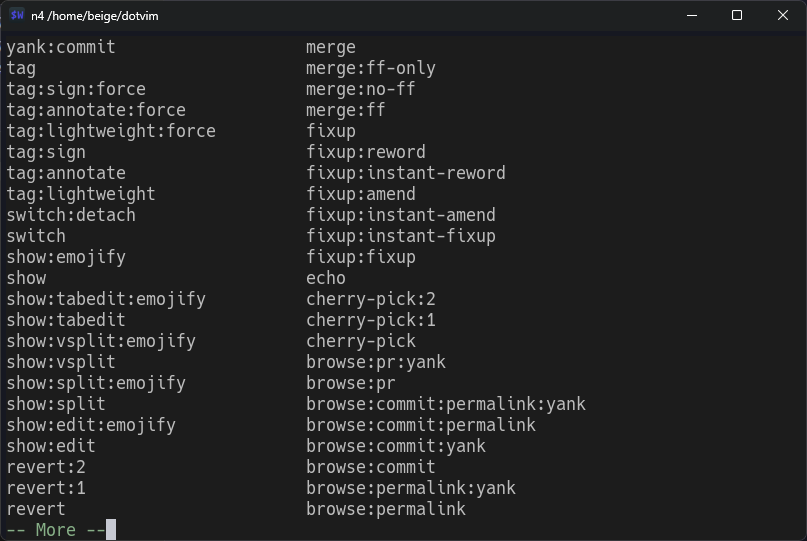 SW n4 /home/beige/dotvim
yank:commit merge
tag merge:ff-only
tag:sign:force merge:no-ff
tag:annotate:force merge:ff
tag:lightweight:force fixup
tag:sign fixup:reword
tag:annotate fixup:instant-reword
tag:lightweight fixup:amend
switch:detach fixup:instant-amend
switch fixup:instant-fixup
show:emojify fixup:fixup
show echo
show:tabedit:emojify cherry-pick:2
show:tabedit cherry-pick:1
show:vsplit:emojify cherry-pick
show:vsplit browse:pr:yank
show:split:emojify browse:pr
show:split browse:commit:permalink:yank
show:edit:emojify browse:commit:permalink
show:edit browse:commit:yank
revert:2 browse:commit
revert:1 browse:permalink:yank
revert browse:permalink
-- More --